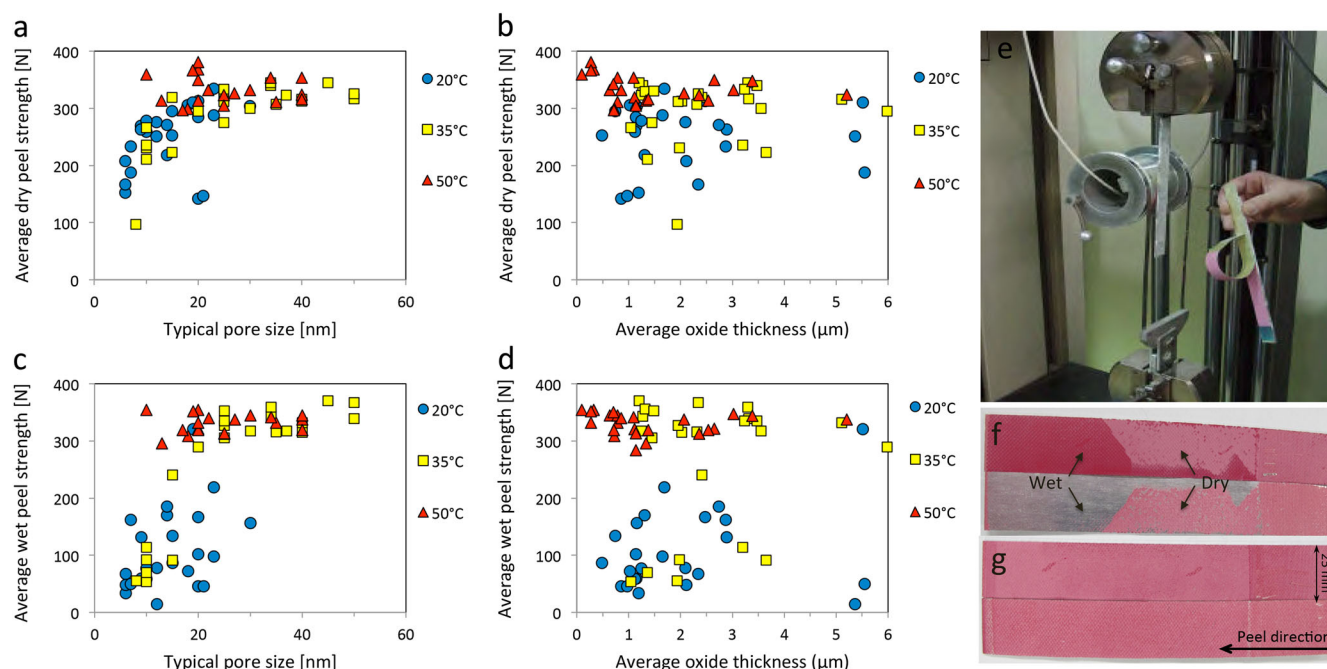 a
Average dry peel strength [N]
400
300
200
100
0
0
20
40
60
Typical pore size [nm]
20°C
35°C
50°C
b
Average dry peel strength [N]
400
300
200
100
0
0
1
2
3
4
5
6
Average oxide thickness (µm)
20°C
35°C
50°C
c
Average wet peel strength [N]
400
300
200
100
0
0
20
40
60
Typical pore size [nm]
20°C
35°C
50°C
d
Average wet peel strength [N]
400
300
200
100
0
0
1
2
3
4
5
6
Average oxide thickness (µm)
20°C
35°C
50°C
e
f
Wet
Dry
g
25 mm
Peel direction